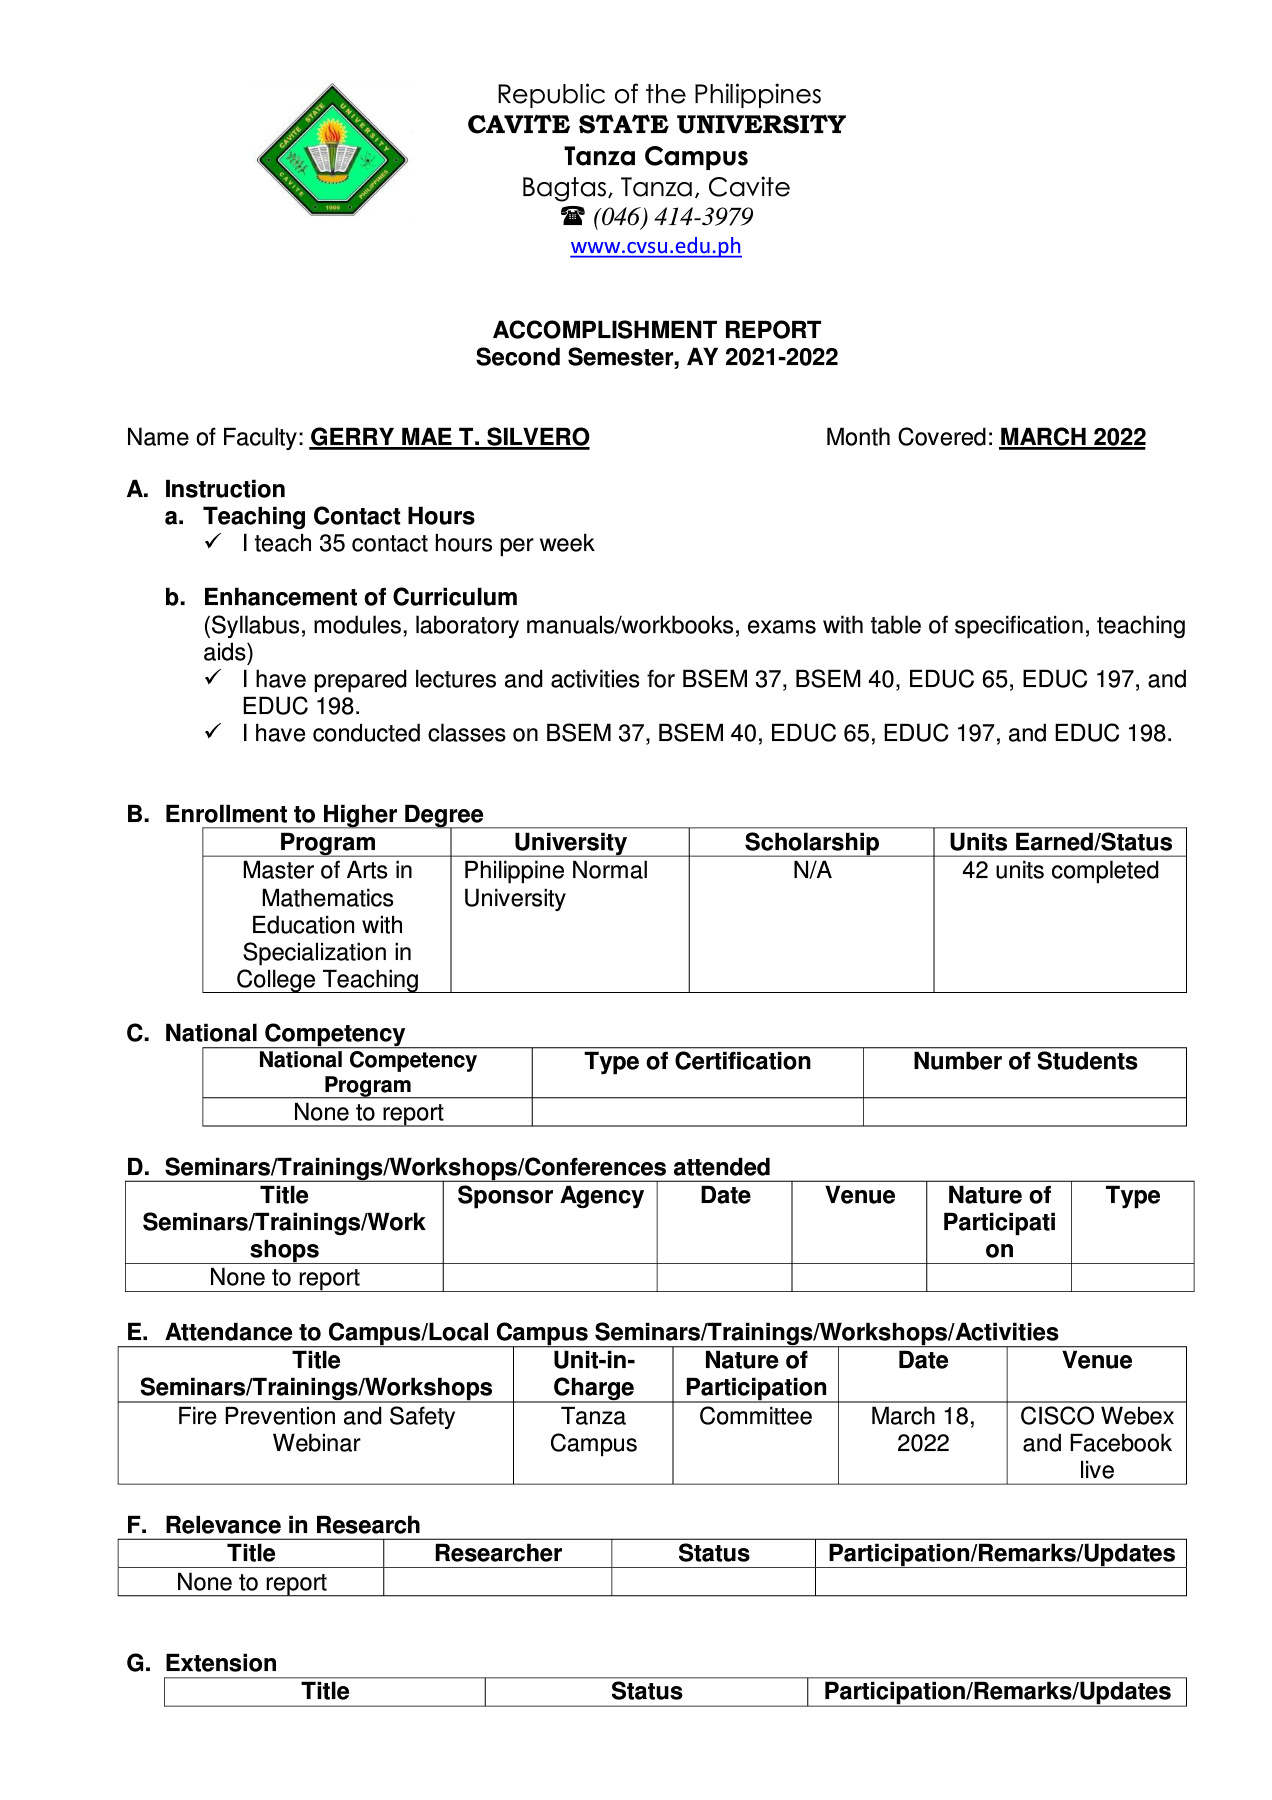 CAVITE STATE UNIVERSITY
CAVITE PHILIPPINES
1906
Republic of the Philippines
CAVITE STATE UNIVERSITY
Tanza Campus
Bagtas, Tanza, Cavite
☎ (046) 414-3979
www.cvsu.edu.ph
ACCOMPLISHMENT REPORT
Second Semester, AY 2021-2022
Name of Faculty: GERRY MAE T. SILVERO Month Covered: MARCH 2022
A. Instruction
a. Teaching Contact Hours
✓ I teach 35 contact hours per week
b. Enhancement of Curriculum
(Syllabus, modules, laboratory manuals/workbooks, exams with table of specification, teaching
aids)
✓ I have prepared lectures and activities for BSEM 37, BSEM 40, EDUC 65, EDUC 197, and
EDUC 198.
✓ I have conducted classes on BSEM 37, BSEM 40, EDUC 65, EDUC 197, and EDUC 198.
B. Enrollment to Higher Degree
Program University Scholarship Units Earned/Status
Master of Arts in Philippine Normal N/A 42 units completed
Mathematics University
Education with
Specialization in
College Teaching
C. National Competency
National Competency Type of Certification Number of Students
Program
None to report
D. Seminars/Trainings/Workshops/Conferences attended
Title Sponsor Agency Date Venue Nature of Type
Seminars/Trainings/Work Participati
shops on
None to report
E. Attendance to Campus/Local Campus Seminars/Trainings/Workshops/Activities
Title Unit-in- Nature of Date Venue
Seminars/Trainings/Workshops Charge Participation
Fire Prevention and Safety Tanza Committee March 18, CISCO Webex
Webinar Campus 2022 and Facebook
live
F. Relevance in Research
Title Researcher Status Participation/Remarks/Updates
None to report
G. Extension
Title Status Participation/Remarks/Updates